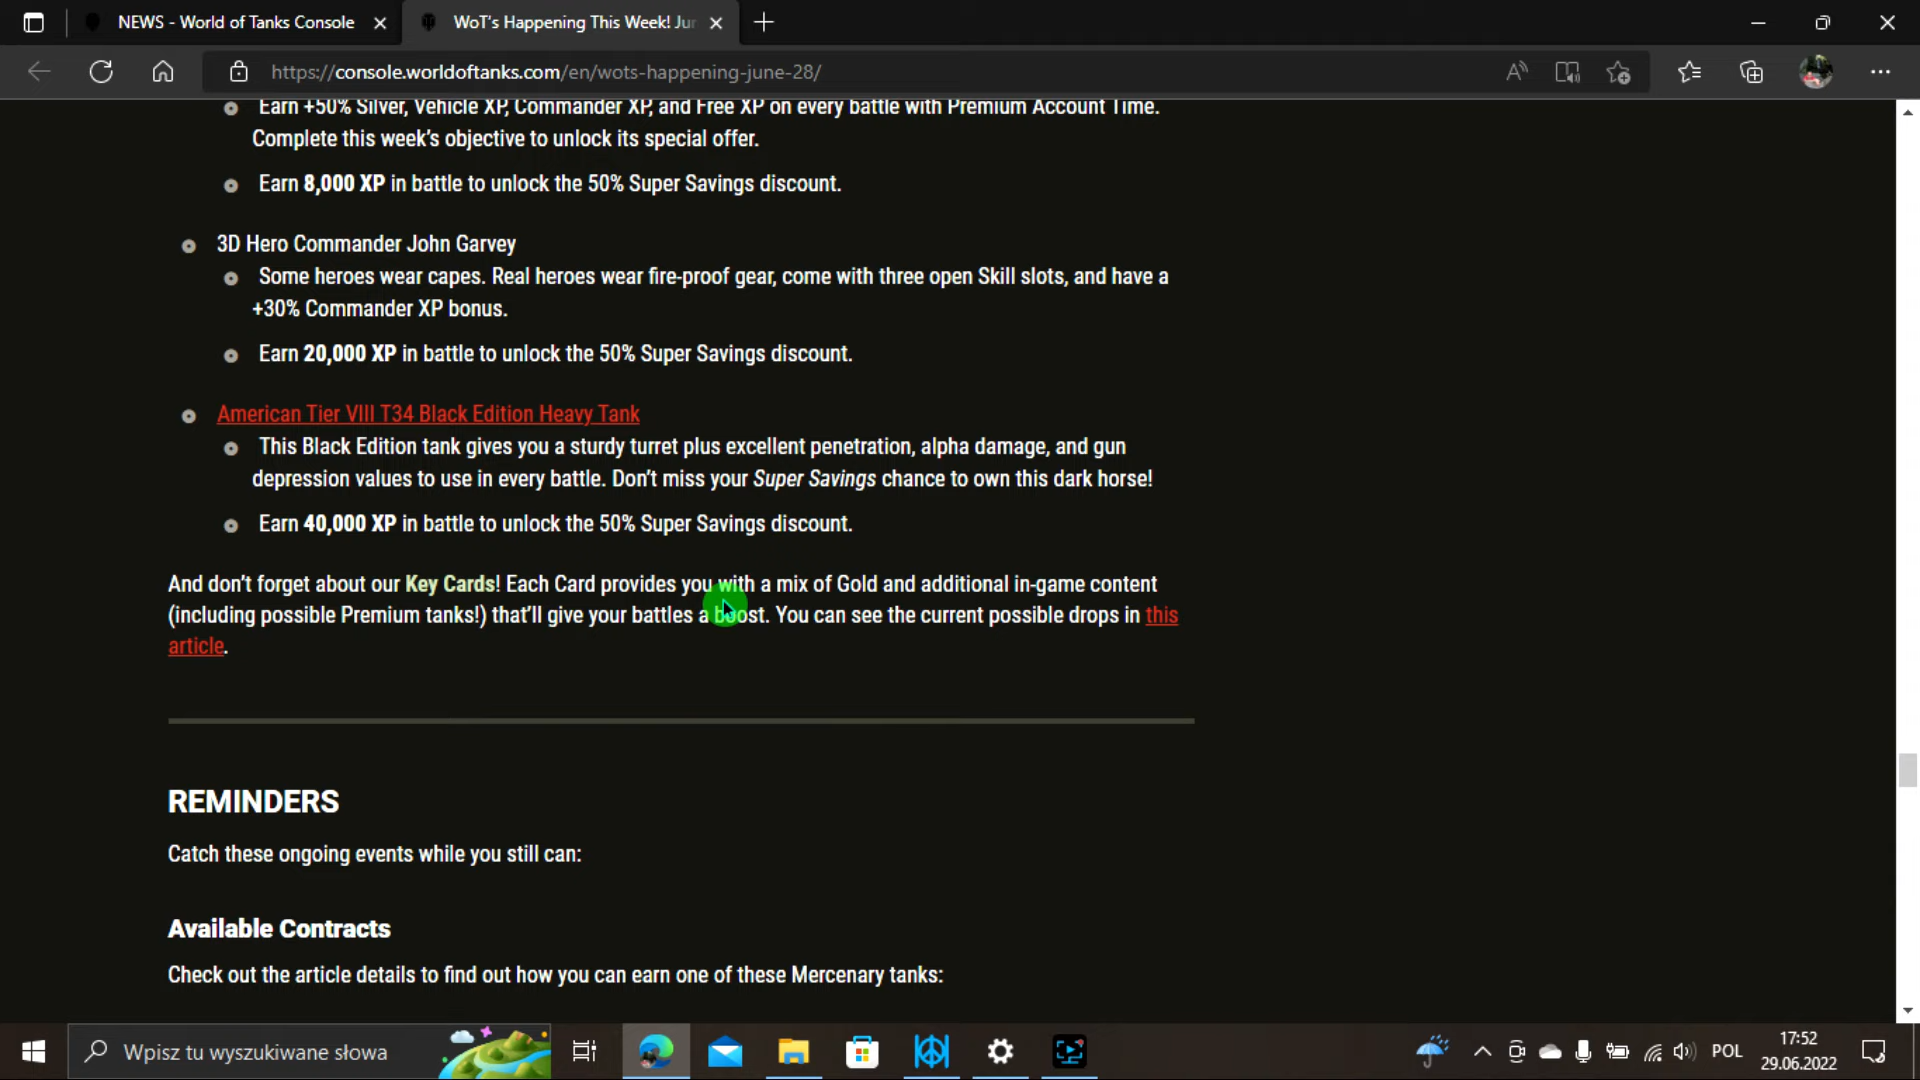 NEWS - World of Tanks Console
WoT's Happening This Week! Jur
https://console.worldoftanks.com/en/wots-happening-june-28/
Earn +50% Silver, Vehicle XP, Commander XP, and Free XP on every battle with Premium Account Time.
Complete this week's objective to unlock its special offer.
Earn 8,000 XP in battle to unlock the 50% Super Savings discount.
3D Hero Commander John Garvey
Some heroes wear capes. Real heroes wear fire-proof gear, come with three open Skill slots, and have a
+30% Commander XP bonus.
Earn 20,000 XP in battle to unlock the 50% Super Savings discount.
American Tier VIII T34 Black Edition Heavy Tank
This Black Edition tank gives you a sturdy turret plus excellent penetration, alpha damage, and gun
depression values to use in every battle. Don't miss your Super Savings chance to own this dark horse!
Earn 40,000 XP in battle to unlock the 50% Super Savings discount.
And don't forget about our Key Cards! Each Card provides you with a mix of Gold and additional in-game content
(including possible Premium tanks!) that'll give your battles a boost. You can see the current possible drops in this
article.
REMINDERS
Catch these ongoing events while you still can:
Available Contracts
Check out the article details to find out how you can earn one of these Mercenary tanks:
Wpisz tu wyszukiwane słowa
POL
17:52
29.06.2022